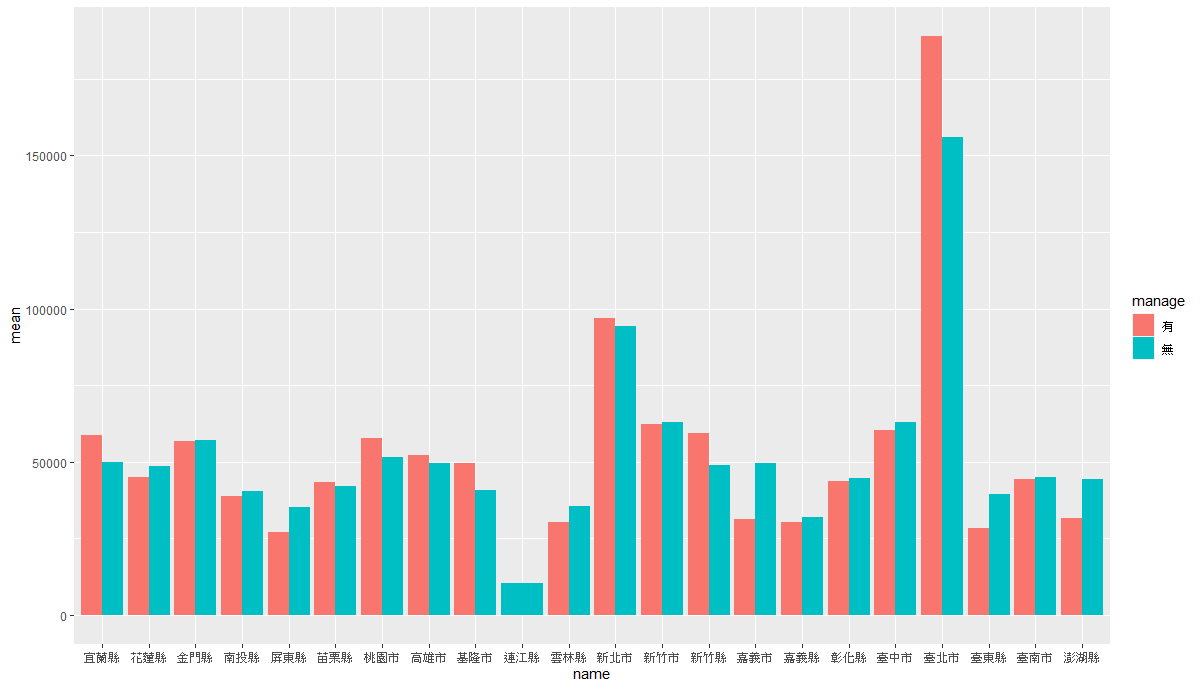 mean
150000
100000
50000
0
宜蘭縣 花蓮縣 金門縣 南投縣 屏東縣 苗栗縣 桃園市 高雄市 基隆市 連江縣 雲林縣 新北市 新竹市 新竹縣 嘉義市 嘉義縣 彰化縣 臺中市 臺北市 臺東縣 臺南市 澎湖縣
name
manage
有
無